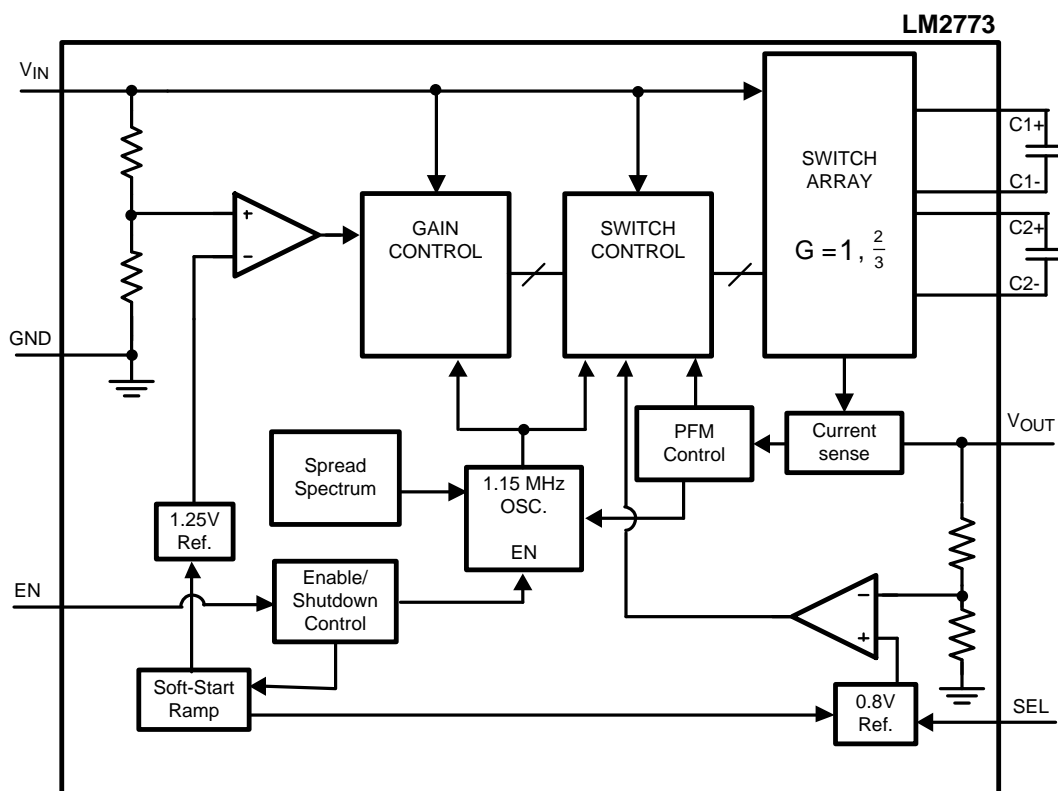 LM2773
VIN
C1+
C1-
C2+
C2-
SWITCH
ARRAY
G = 1, 2/3
GAIN
CONTROL
SWITCH
CONTROL
+
-
GND
VOUT
PFM
Control
Current
sense
Spread
Spectrum
1.15 MHz
OSC.
EN
1.25V
Ref.
EN
Enable/
Shutdown
Control
-
+
Soft-Start
Ramp
0.8V
Ref.
SEL